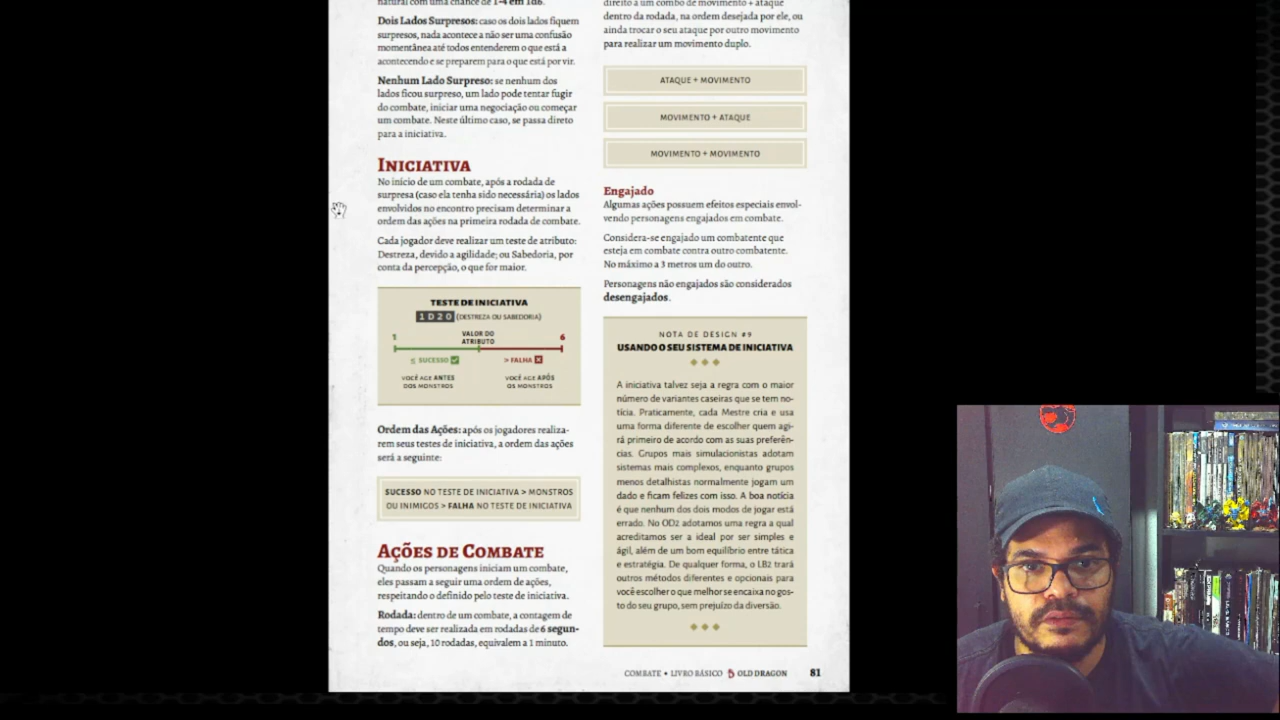 natural com uma chance de 1-4 em 1d6.
Dois Lados Surpresos: caso os dois lados fiquem
surpresos, nada acontece a não ser uma confusão
momentânea até todos entenderem o que está a
acontecendo e se preparem para o que está por vir.
Nenhum Lado Surpreso: se nenhum dos
lados ficou surpreso, um lado pode tentar fugir
do combate, iniciar uma negociação ou começar
um combate. Neste último caso, se passa direto
para a iniciativa.
INICIATIVA
No início de um combate, após a rodada de
surpresa (caso ela tenha sido necessária) os lados
envolvidos no encontro precisam determinar a
ordem das ações na primeira rodada de combate.
Cada jogador deve realizar um teste de atributo:
Destreza, devido a agilidade; ou Sabedoria, por
conta da percepção, o que for maior.
TESTE DE INICIATIVA
1D20 (DESTREZA OU SABEDORIA)
1
VALOR DO
ATRIBUTO
6
≤ SUCESSO
> FALHA
VOCÊ AGE ANTES
DOS MONSTROS
VOCÊ AGE APÓS
OS MONSTROS
Ordem das Ações: após os jogadores realiza-
rem seus testes de iniciativa, a ordem das ações
será a seguinte:
SUCESSO NO TESTE DE INICIATIVA > MONSTROS
OU INIMIGOS > FALHA NO TESTE DE INICIATIVA
AÇÕES DE COMBATE
Quando os personagens iniciam um combate,
eles passam a seguir uma ordem de ações,
respeitando o definido pelo teste de iniciativa.
Rodada: dentro de um combate, a contagem de
tempo deve ser realizada em rodadas de 6 segun-
dos, ou seja, 10 rodadas, equivalem a 1 minuto.
direito a um combo de movimento + ataque
dentro da rodada, na ordem desejada por ele, ou
ainda trocar o seu ataque por outro movimento
para realizar um movimento duplo.
ATAQUE + MOVIMENTO
MOVIMENTO + ATAQUE
MOVIMENTO + MOVIMENTO
Engajado
Algumas ações possuem efeitos especiais envol-
vendo personagens engajados em combate.
Considera-se engajado um combatente que
esteja em combate contra outro combatente.
No máximo a 3 metros um do outro.
Personagens não engajados são considerados
desengajados.
NOTA DE DESIGN #9
USANDO O SEU SISTEMA DE INICIATIVA
A iniciativa talvez seja a regra com o maior
número de variantes caseiras que se tem no-
tícia. Praticamente, cada Mestre cria e usa
uma forma diferente de escolher quem agi-
rá primeiro de acordo com as suas preferên-
cias. Grupos mais simulacionistas adotam
sistemas mais complexos, enquanto grupos
menos detalhistas normalmente jogam um
dado e ficam felizes com isso. A boa notícia
é que nenhum dos dois modos de jogar está
errado. No OD2 adotamos uma regra a qual
acreditamos ser a ideal por ser simples e
ágil, além de um bom equilíbrio entre tática
e estratégia. De qualquer forma, o LB2 trará
outros métodos diferentes e opcionais para
você escolher o que melhor se encaixa no gos-
to do seu grupo, sem prejuízo da diversão.
COMBATE • LIVRO BÁSICO OLD DRAGON 81